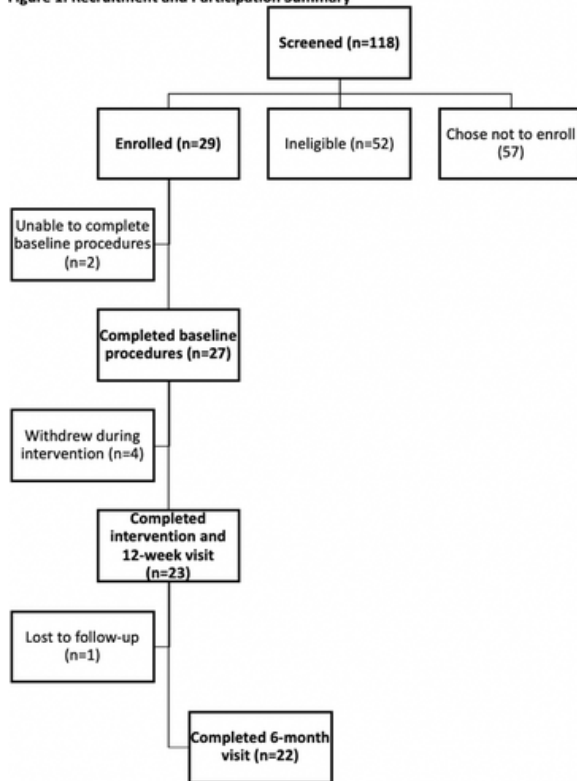 Figure 1. Recruitment and Participation Summary
Screened (n=118)
Enrolled (n=29)
Ineligible (n=52)
Chose not to enroll
(57)
Unable to complete
baseline procedures
(n=2)
Completed baseline
procedures (n=27)
Withdrew during
intervention (n=4)
Completed
intervention and
12-week visit
(n=23)
Lost to follow-up
(n=1)
Completed 6-month
visit (n=22)